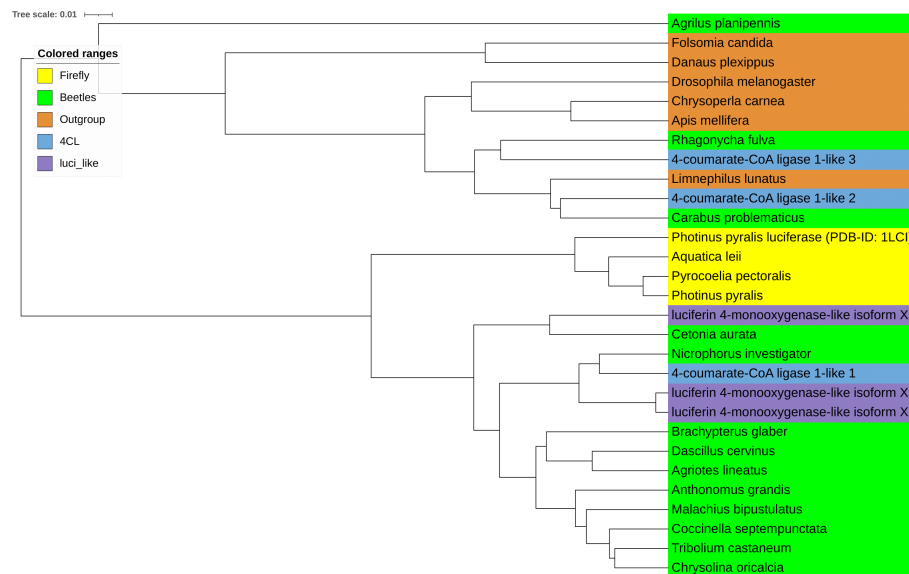 Tree scale: 0.01
Colored ranges
Firefly
Beetles
Outgroup
4CL
luci_like
Agrilus planipennis
Folsomia candida
Danaus plexippus
Drosophila melanogaster
Chrysoperla carnea
Apis mellifera
Rhagonycha fulva
4-coumarate-CoA ligase 1-like 3
Limnephilus lunatus
4-coumarate-CoA ligase 1-like 2
Carabus problematicus
Photinus pyralis luciferase (PDB-ID: 1LCI
Aquatica leii
Pyrocoelia pectoralis
Photinus pyralis
luciferin 4-monooxygenase-like isoform X
Cetonia aurata
Nicrophorus investigator
4-coumarate-CoA ligase 1-like 1
luciferin 4-monooxygenase-like isoform X
luciferin 4-monooxygenase-like isoform X
Brachypterus glaber
Dascillus cervinus
Agriotes lineatus
Anthonomus grandis
Malachius bipustulatus
Coccinella septempunctata
Tribolium castaneum
Chrysolina oricalcia